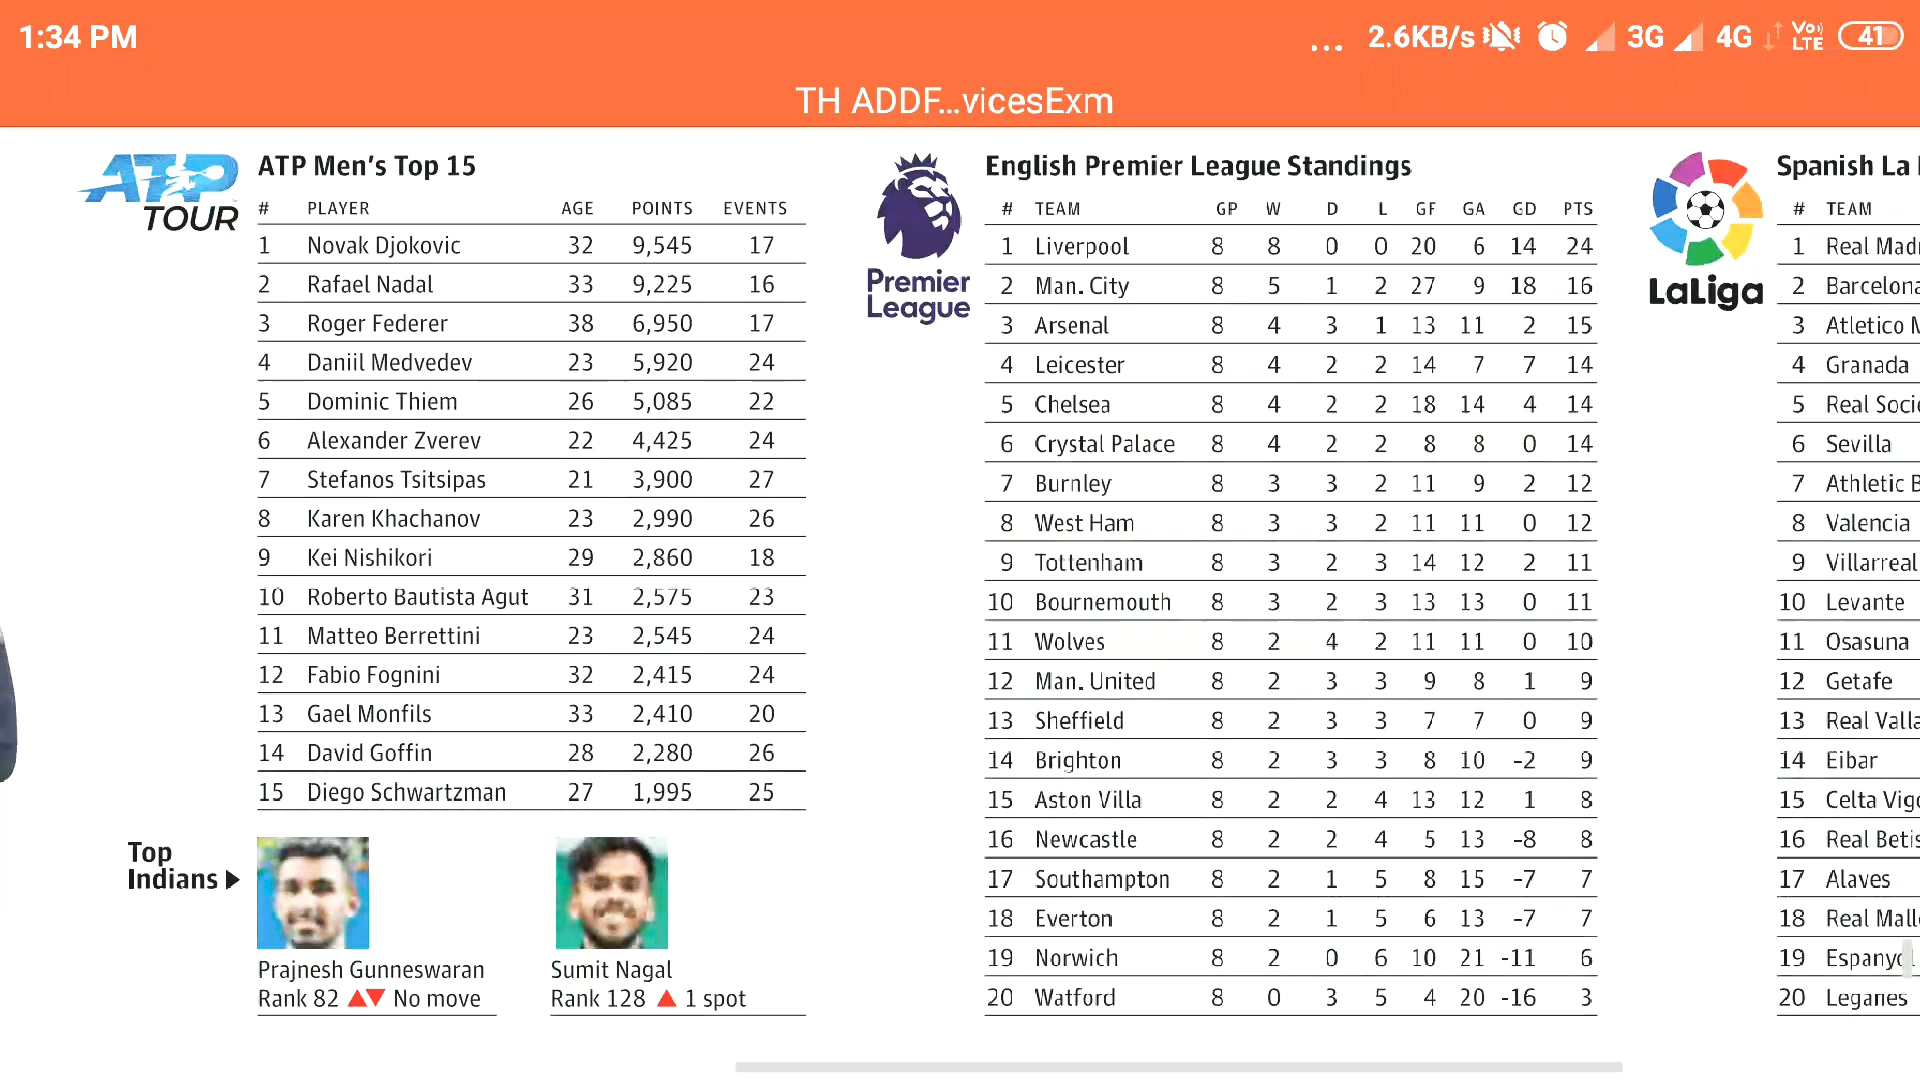 1:34 PM
... 2.6KB/s 3G 4G VoLTE 41
TH ADDF...vicesExm
ATP TOUR
ATP Men's Top 15
# PLAYER AGE POINTS EVENTS
1 Novak Djokovic 32 9,545 17
2 Rafael Nadal 33 9,225 16
3 Roger Federer 38 6,950 17
4 Daniil Medvedev 23 5,920 24
5 Dominic Thiem 26 5,085 22
6 Alexander Zverev 22 4,425 24
7 Stefanos Tsitsipas 21 3,900 27
8 Karen Khachanov 23 2,990 26
9 Kei Nishikori 29 2,860 18
10 Roberto Bautista Agut 31 2,575 23
11 Matteo Berrettini 23 2,545 24
12 Fabio Fognini 32 2,415 24
13 Gael Monfils 33 2,410 20
14 David Goffin 28 2,280 26
15 Diego Schwartzman 27 1,995 25
Top
Indians
Prajnesh Gunneswaran
Rank 82 No move
Sumit Nagal
Rank 128 1 spot
Premier
League
English Premier League Standings
# TEAM GP W D L GF GA GD PTS
1 Liverpool 8 8 0 0 20 6 14 24
2 Man. City 8 5 1 2 27 9 18 16
3 Arsenal 8 4 3 1 13 11 2 15
4 Leicester 8 4 2 2 14 7 7 14
5 Chelsea 8 4 2 2 18 14 4 14
6 Crystal Palace 8 4 2 2 8 8 0 14
7 Burnley 8 3 3 2 11 9 2 12
8 West Ham 8 3 3 2 11 11 0 12
9 Tottenham 8 3 2 3 14 12 2 11
10 Bournemouth 8 3 2 3 13 13 0 11
11 Wolves 8 2 4 2 11 11 0 10
12 Man. United 8 2 3 3 9 8 1 9
13 Sheffield 8 2 3 3 7 7 0 9
14 Brighton 8 2 3 3 8 10 -2 9
15 Aston Villa 8 2 2 4 13 12 1 8
16 Newcastle 8 2 2 4 5 13 -8 8
17 Southampton 8 2 1 5 8 15 -7 7
18 Everton 8 2 1 5 6 13 -7 7
19 Norwich 8 2 0 6 10 21 -11 6
20 Watford 8 0 3 5 4 20 -16 3
LaLiga
Spanish La
# TEAM
1 Real Mad
2 Barcelona
3 Atletico
4 Granada
5 Real Soci
6 Sevilla
7 Athletic
8 Valencia
9 Villarreal
10 Levante
11 Osasuna
12 Getafe
13 Real Valla
14 Eibar
15 Celta Vigo
16 Real Betis
17 Alaves
18 Real Mall
19 Espanyol
20 Leganes